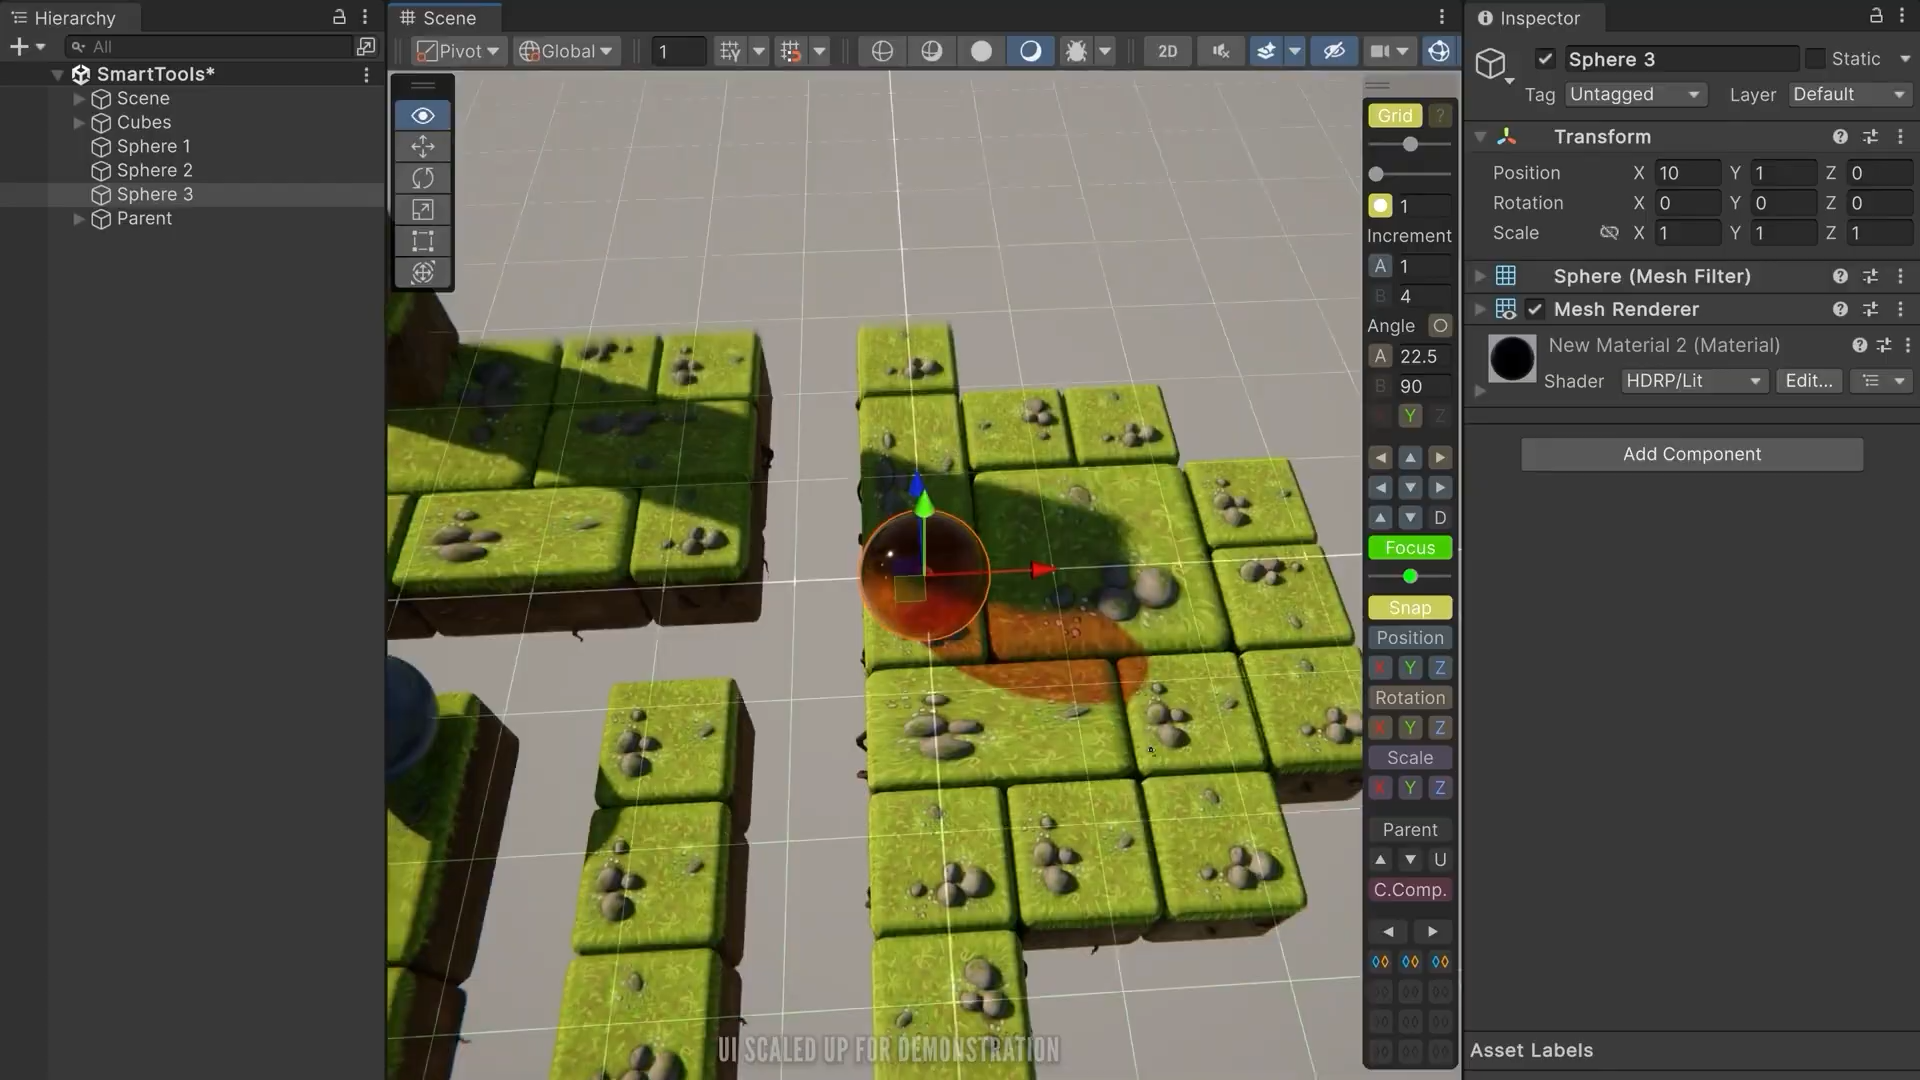 Hierarchy
All
SmartTools*
Scene
Cubes
Sphere 1
Sphere 2
Sphere 3
Parent
Scene
Pivot
Global
1
2D
Grid
?
1
Increment
A 1
B 4
Angle
A 22.5
B 90
X Y Z
D
Focus
Snap
Position
X Y Z
Rotation
X Y Z
Scale
X Y Z
Parent
U
C.Comp.
UI SCALED UP FOR DEMONSTRATION
Inspector
Sphere 3
Static
Tag Untagged
Layer Default
Transform
Position X 10 Y 1 Z 0
Rotation X 0 Y 0 Z 0
Scale X 1 Y 1 Z 1
Sphere (Mesh Filter)
Mesh Renderer
New Material 2 (Material)
Shader HDRP/Lit Edit...
Add Component
Asset Labels